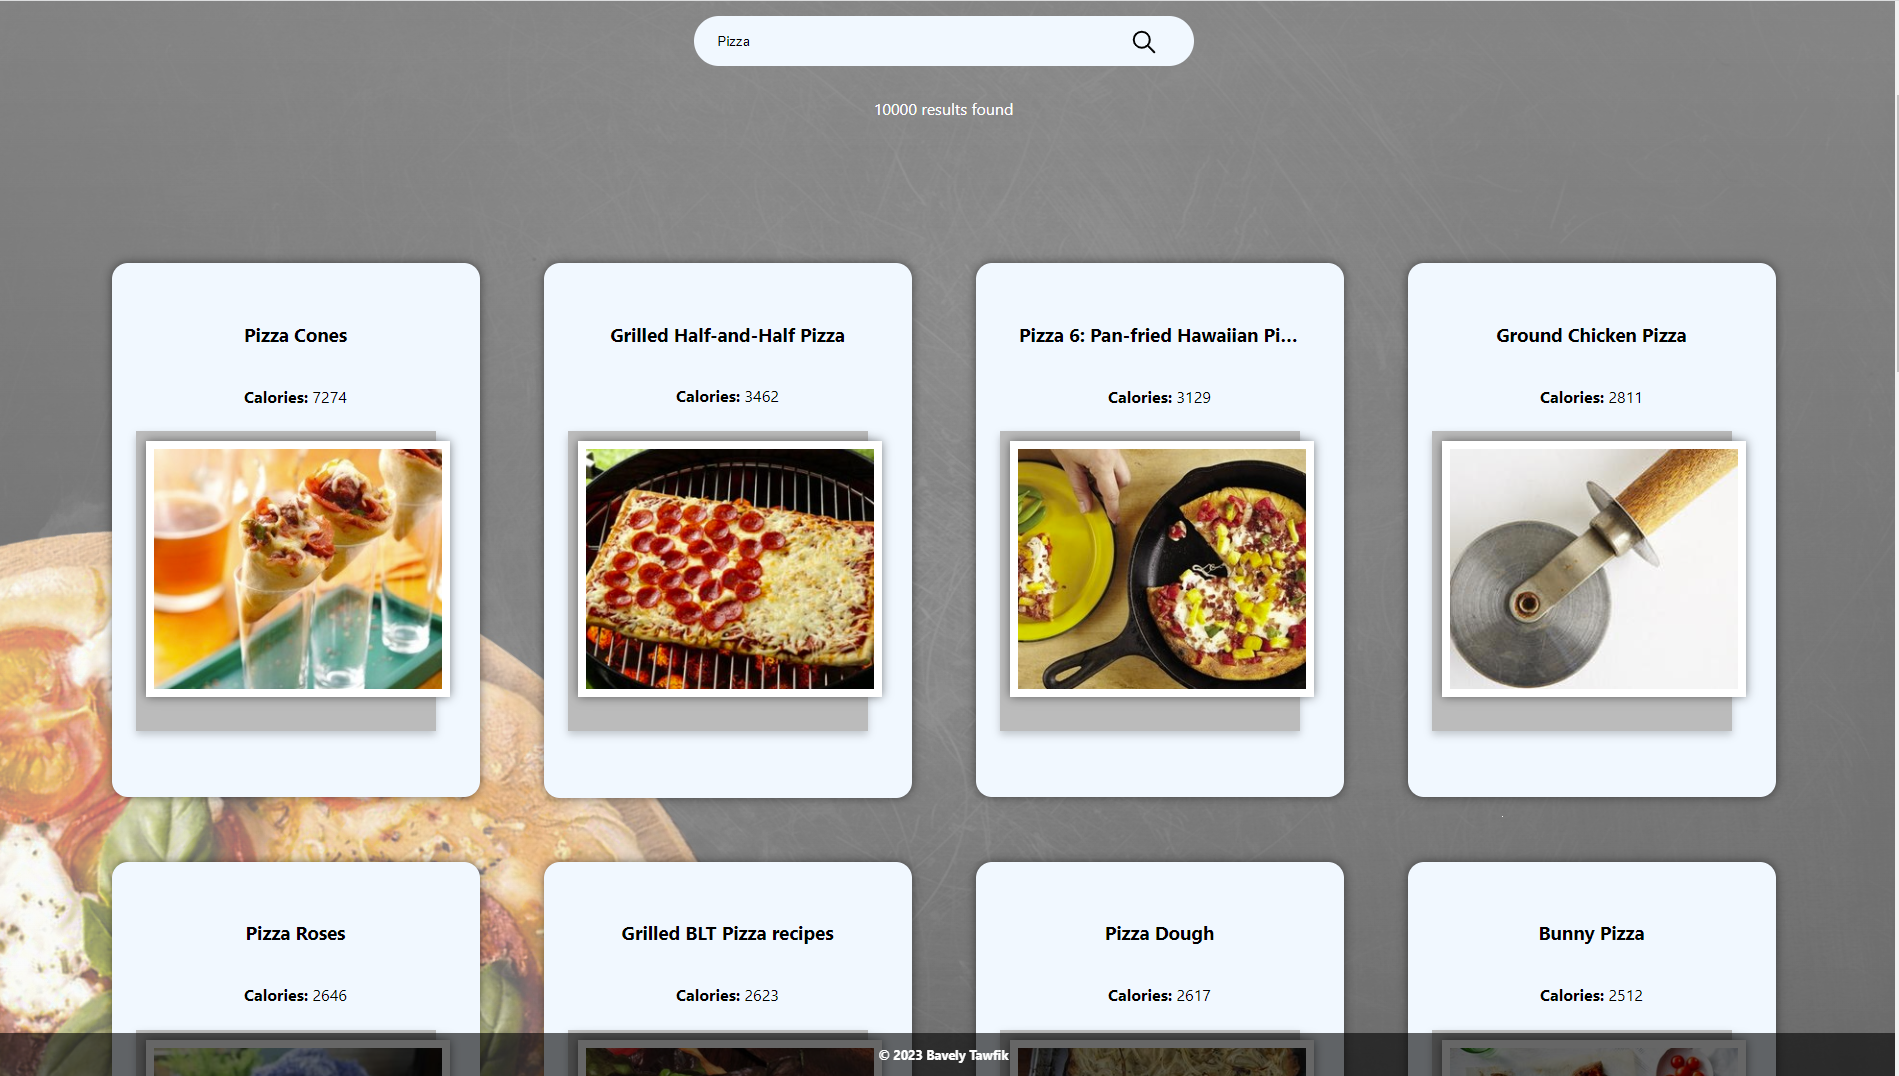 Pizza
10000 results found
Pizza Cones
Calories: 7274
Grilled Half-and-Half Pizza
Calories: 3462
Pizza 6: Pan-fried Hawaiian Pi...
Calories: 3129
Ground Chicken Pizza
Calories: 2811
Pizza Roses
Calories: 2646
Grilled BLT Pizza recipes
Calories: 2623
Pizza Dough
Calories: 2617
Bunny Pizza
Calories: 2512
© 2023 Bavely Tawfik